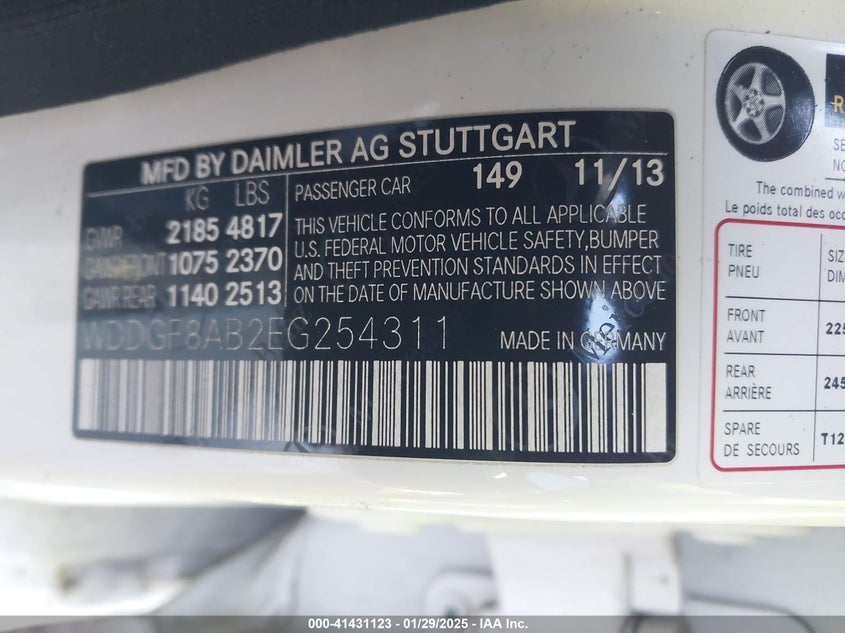 MFD BY DAIMLER AG STUTTGART
KG LBS
GVWR 2185 4817
GAWR FRONT 1075 2370
GAWR REAR 1140 2513
PASSENGER CAR 149 11/13
THIS VEHICLE CONFORMS TO ALL APPLICABLE
U.S. FEDERAL MOTOR VEHICLE SAFETY,BUMPER
AND THEFT PREVENTION STANDARDS IN EFFECT
ON THE DATE OF MANUFACTURE SHOWN ABOVE
WDDGF8AB2EG254311
MADE IN GERMANY
The combined
Le poids total des
TIRE
PNEU
FRONT
AVANT
225
REAR
ARRIÈRE
245
SPARE
DE SECOURS
T12
000-41431123 - 01/29/2025 - IAA Inc.